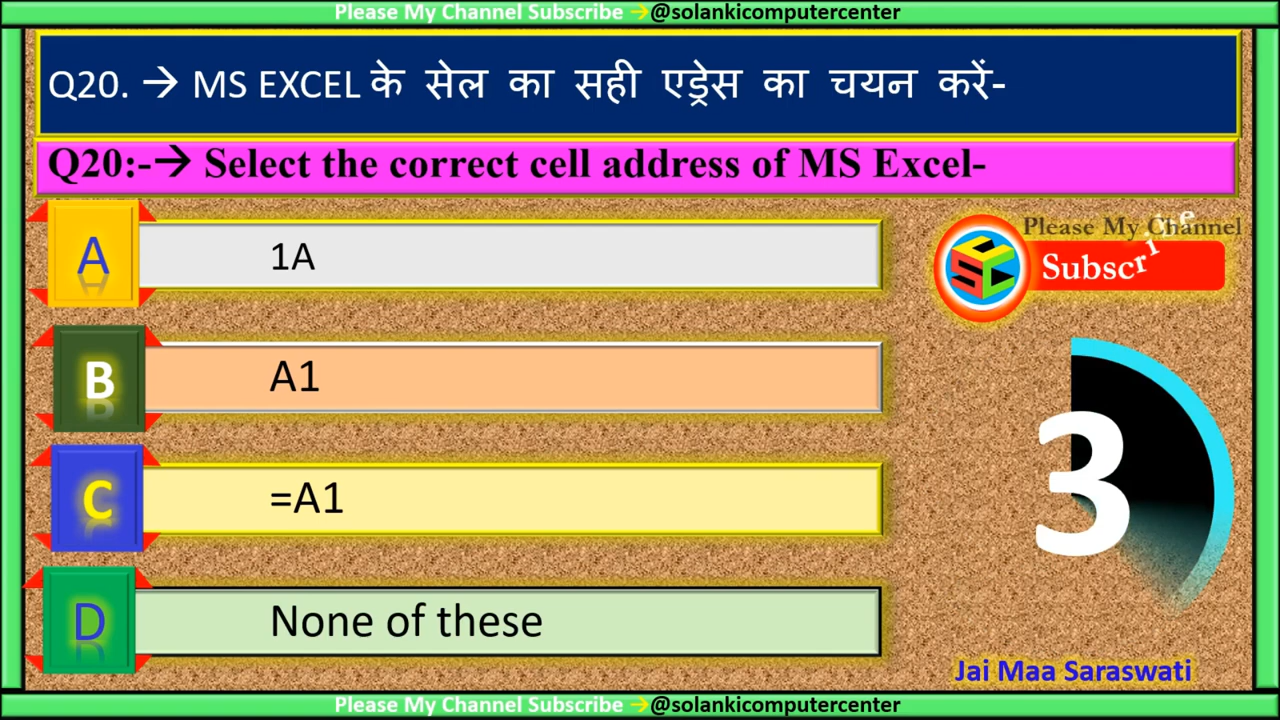 Please My Channel Subscribe →@solankicomputercenter
Q20. → MS EXCEL के सेल का सही एड्रेस का चयन करें-
Q20:-→ Select the correct cell address of MS Excel-
A 1A
B A1
C =A1
D None of these
Please My Channel
Subscribe
SCC
3
Jai Maa Saraswati
Please My Channel Subscribe →@solankicomputercenter